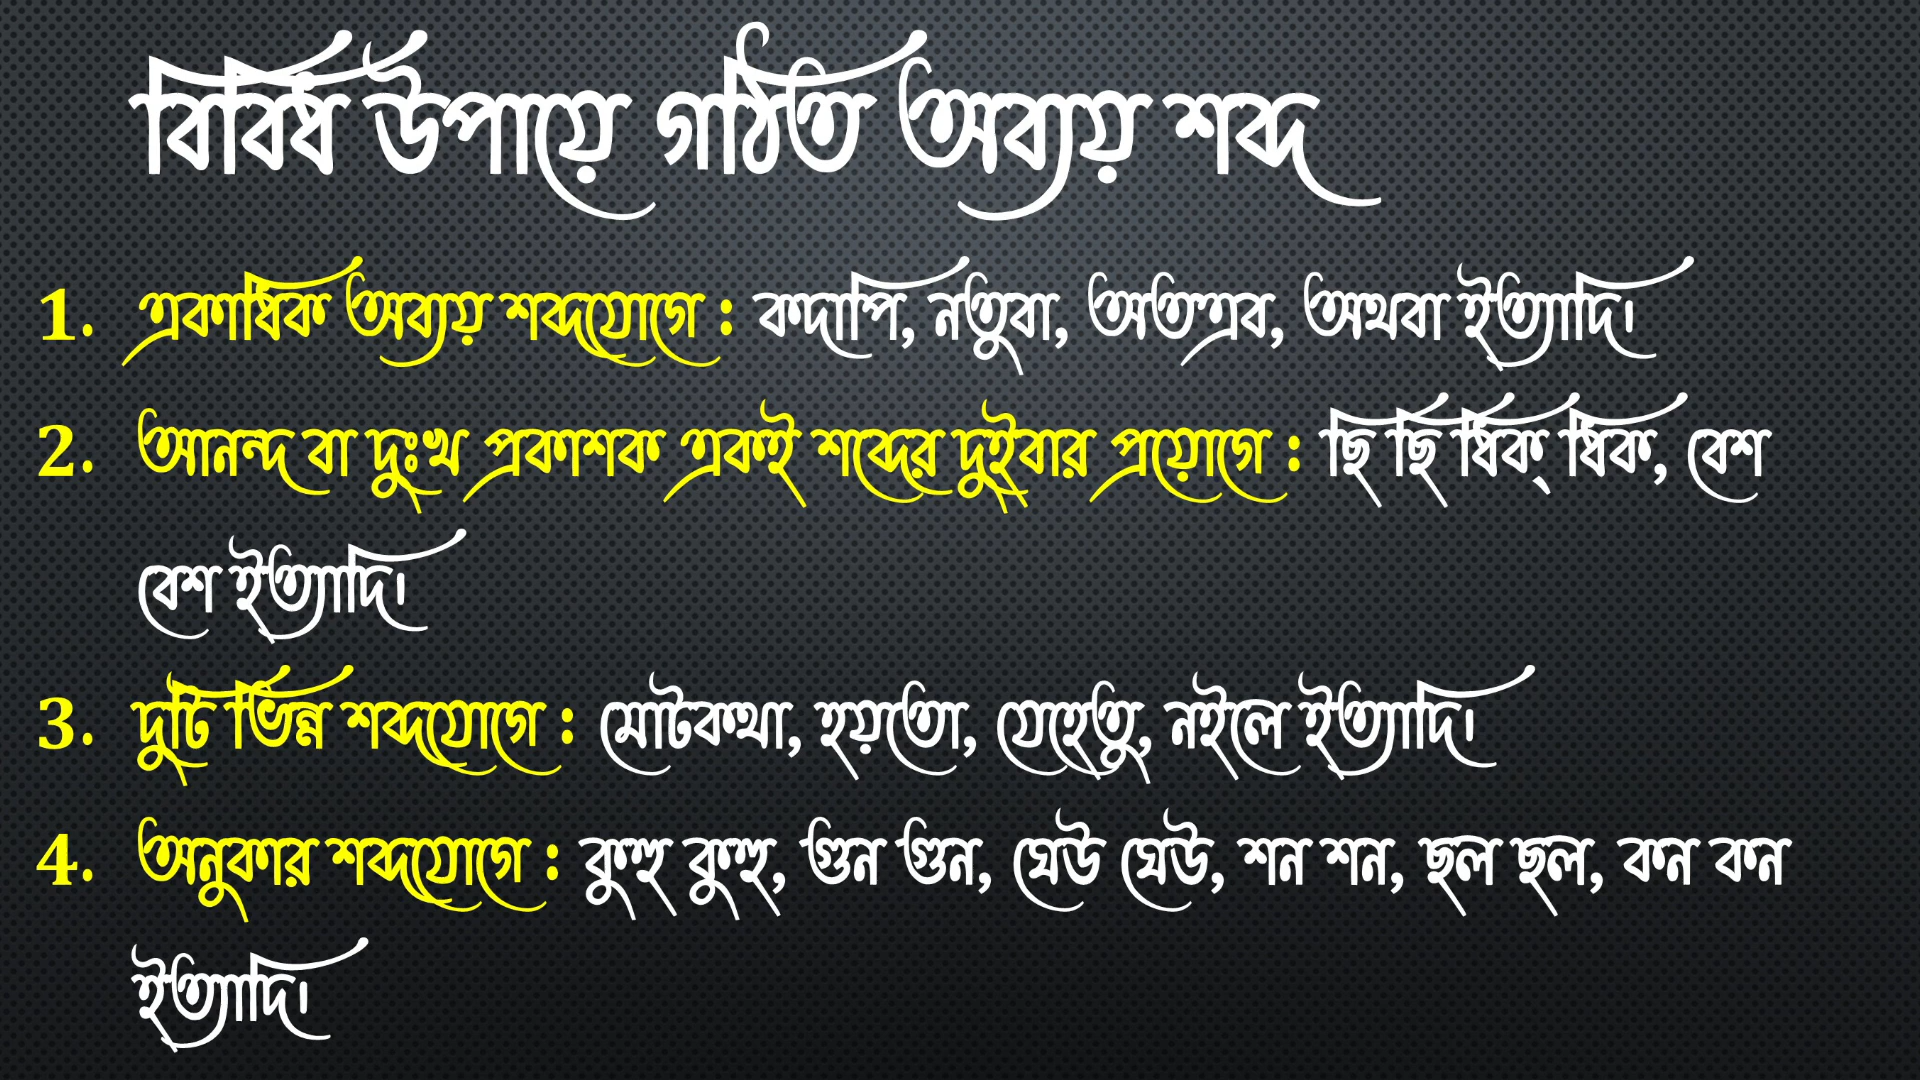 বিবিধ উপায়ে গঠিত অব্যয় শব্দ
1. একাধিক অব্যয় শব্দযোগে : কদাপি, নতুবা, অতএব, অথবা ইত্যাদি।
2. আনন্দ বা দুঃখ প্রকাশক একই শব্দের দুইবার প্রয়োগে : ছি ছি ধিক্ ধিক, বেশ
বেশ ইত্যাদি।
3. দুটি ভিন্ন শব্দযোগে : মোটকথা, হয়তো, যেহেতু, নইলে ইত্যাদি।
4. অনুকার শব্দযোগে : কুহু কুহু, গুন গুন, ঘেউ ঘেউ, শন শন, ছল ছল, কন কন
ইত্যাদি।